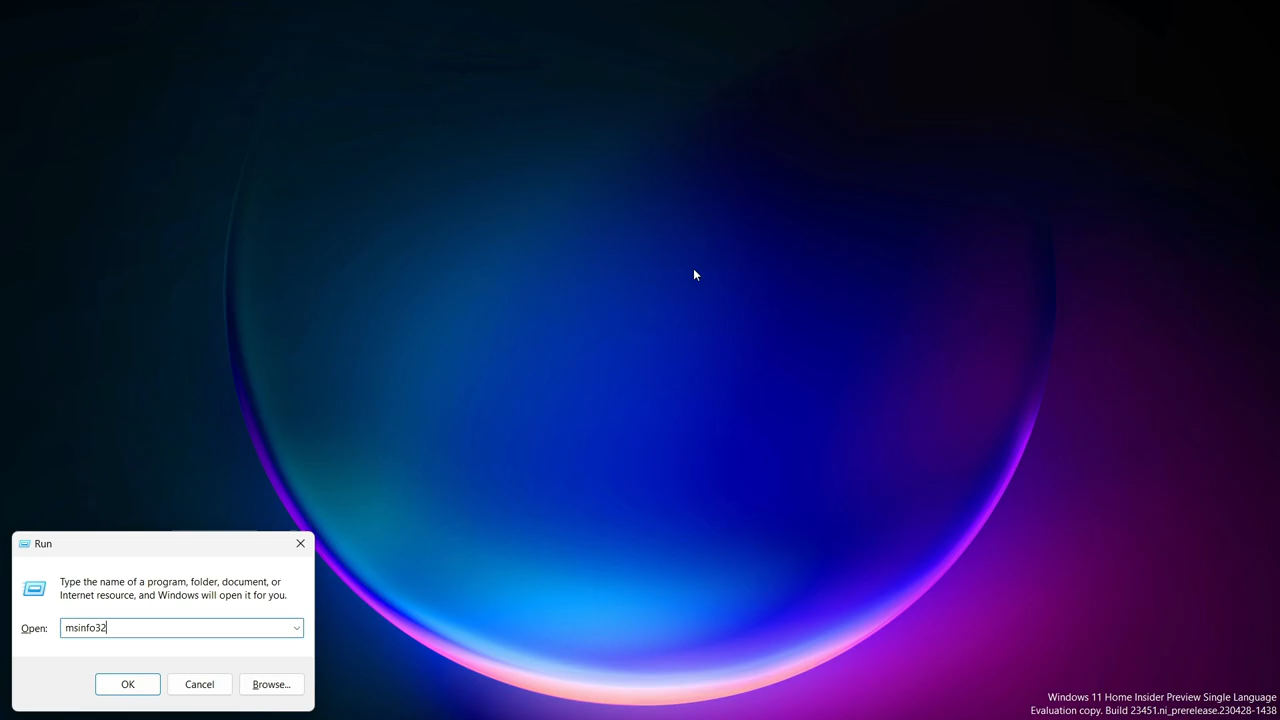 Run
Type the name of a program, folder, document, or
Internet resource, and Windows will open it for you.
Open: msinfo32
OK Cancel Browse...
Windows 11 Home Insider Preview Single Language
Evaluation copy. Build 23451.ni_prerelease.230428-1438